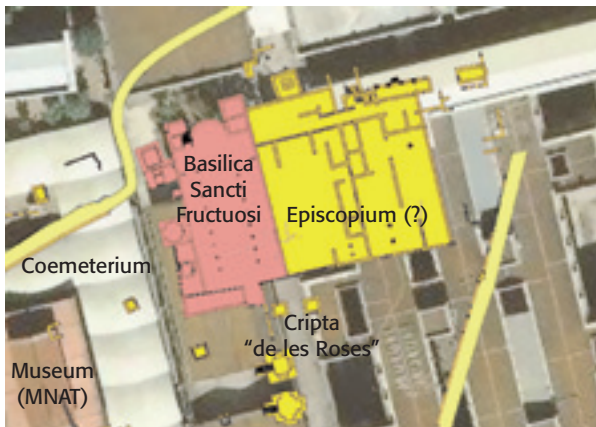 Basilica
Sancti
Fructuosi
Episcopium (?)
Coemeterium
Cripta
“de les Roses”
Museum
(MNAT)